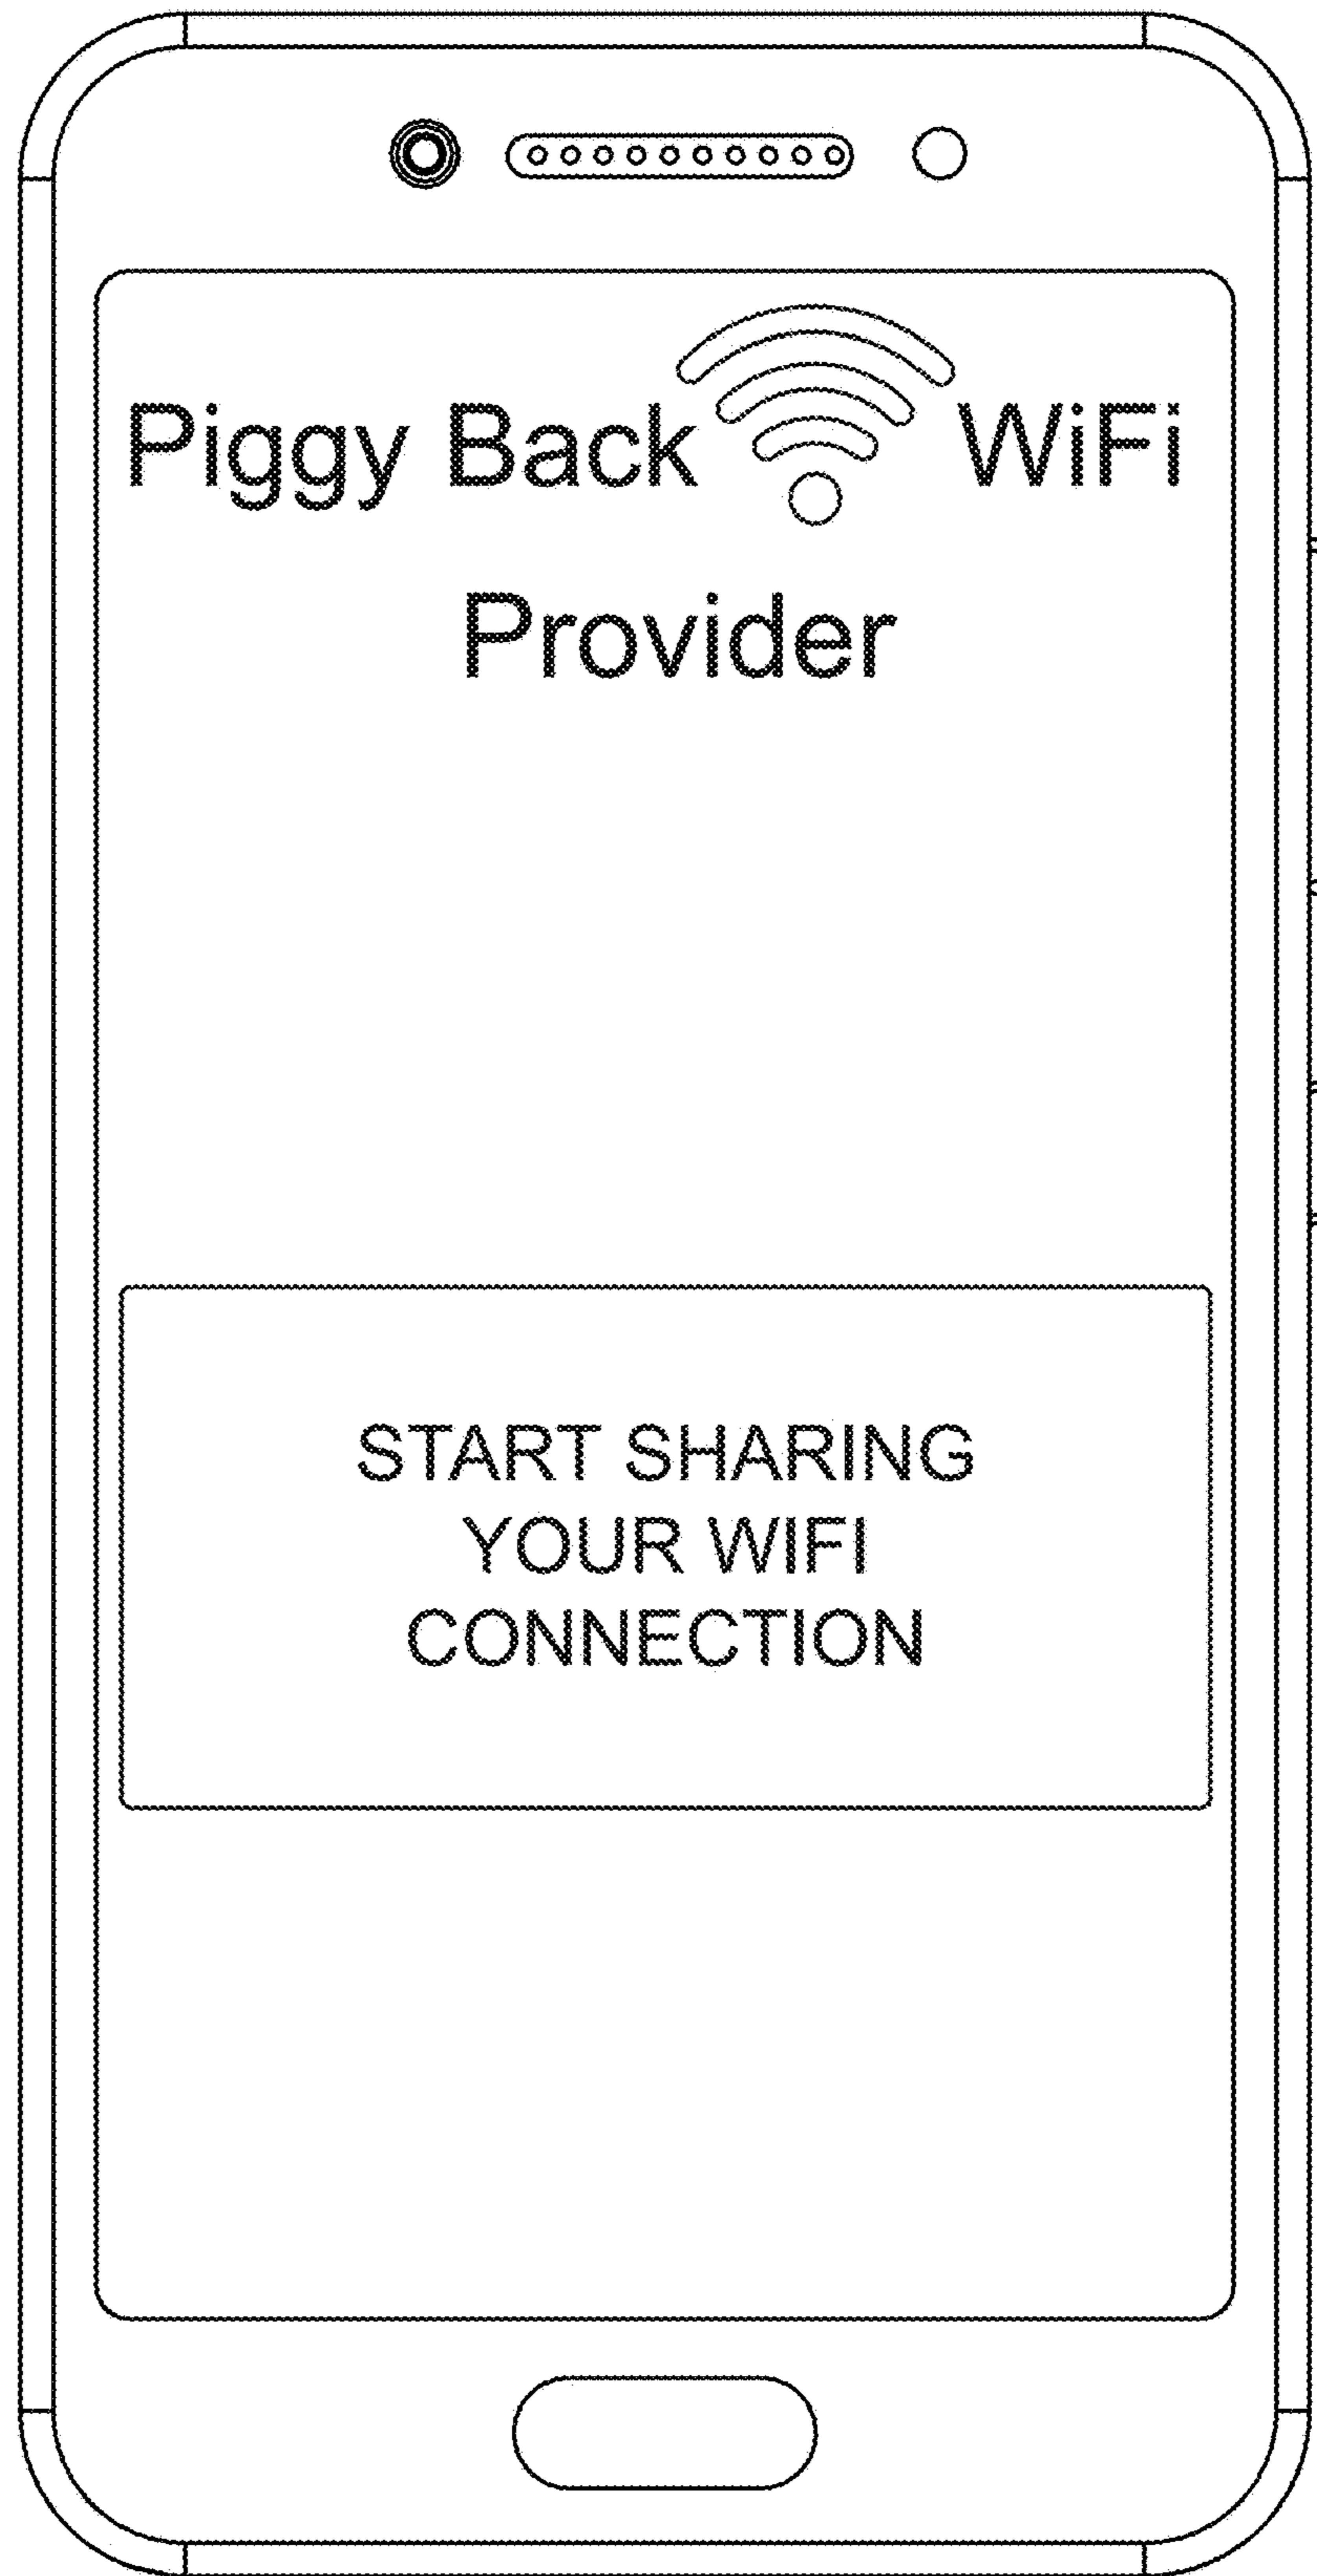 Piggy Back WiFi
Provider
START SHARING
YOUR WIFI
CONNECTION